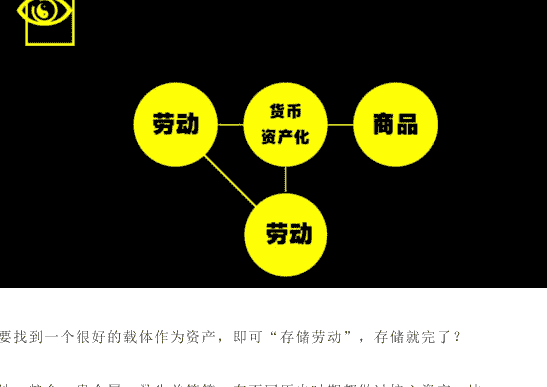 劳动
货币
资产化
商品
劳动
要找到一个很好的载体作为资产，即可“存储劳动”，存储就完了？